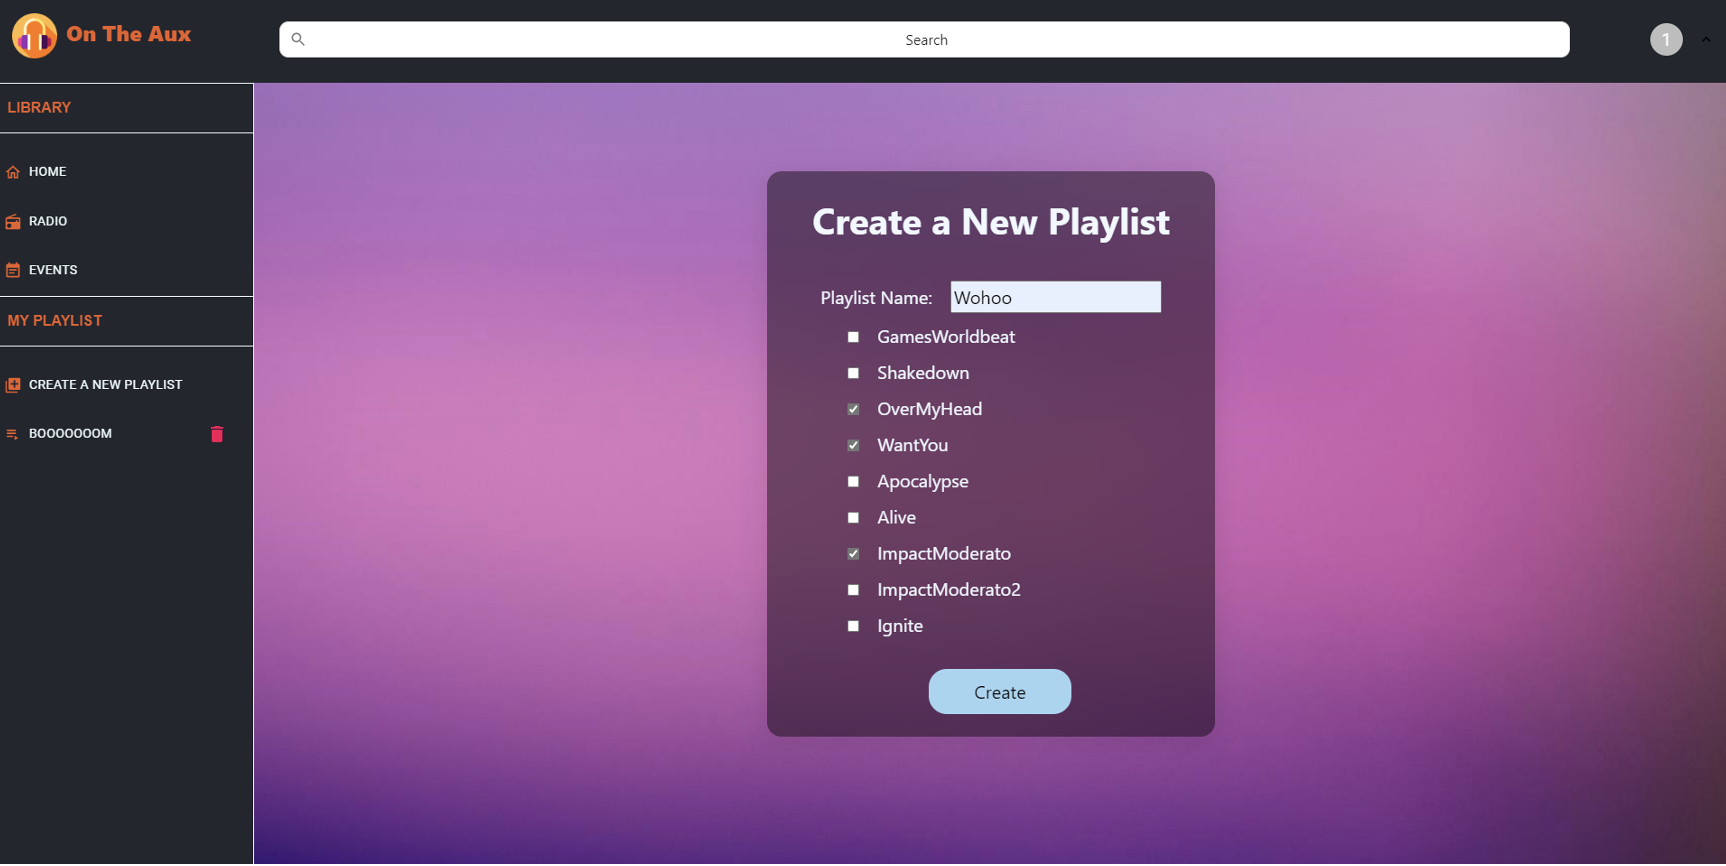 On The Aux
Search
1
LIBRARY
HOME
RADIO
EVENTS
MY PLAYLIST
CREATE A NEW PLAYLIST
BOOOOOOOM
Create a New Playlist
Playlist Name: Wohoo
GamesWorldbeat
Shakedown
OverMyHead
WantYou
Apocalypse
Alive
ImpactModerato
ImpactModerato2
Ignite
Create